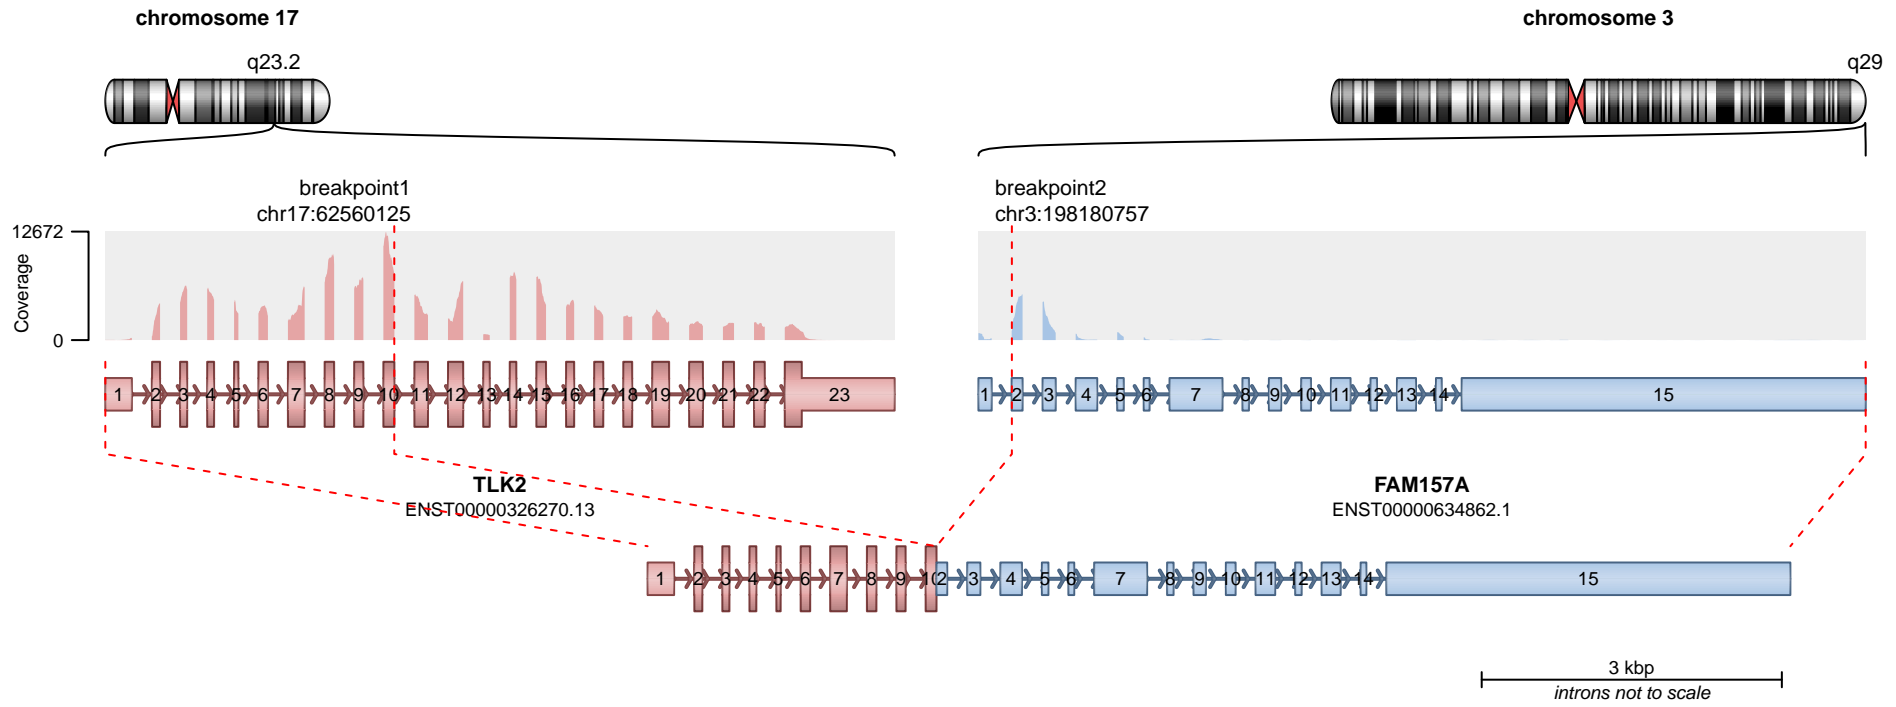 chromosome 17
chromosome 3
q23.2
q29
breakpoint1
chr17:62560125
breakpoint2
chr3:198180757
12672
Coverage
0
1 2 3 4 5 6 7 8 9 10 11 12 13 14 15 16 17 18 19 20 21 22 23
1 2 3 4 5 6 7 8 9 10 11 12 13 14 15
TLK2
ENST00000326270.13
FAM157A
ENST00000634862.1
1 2 3 4 5 6 7 8 9 10 2 3 4 5 6 7 8 9 10 11 12 13 14 15
3 kbp
introns not to scale